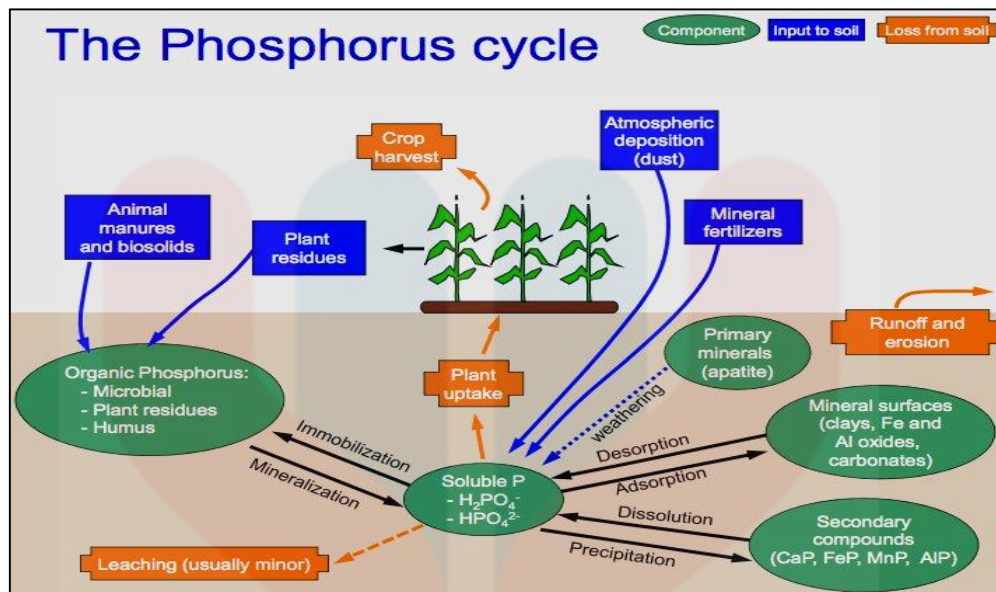 The Phosphorus cycle
Component
Input to soil
Loss from soil
Crop
harvest
Atmospheric
deposition
(dust)
Animal
manures
and biosolids
Plant
residues
Mineral
fertilizers
Runoff and
erosion
Primary
minerals
(apatite)
Organic Phosphorus:
- Microbial
- Plant residues
- Humus
Plant
uptake
weathering
Mineral surfaces
(clays, Fe and
Al oxides,
carbonates)
Immobilization
Mineralization
Desorption
Adsorption
Soluble P
- H₂PO₄⁻
- HPO₄²⁻
Dissolution
Precipitation
Secondary
compounds
(CaP, FeP, MnP, AlP)
Leaching (usually minor)